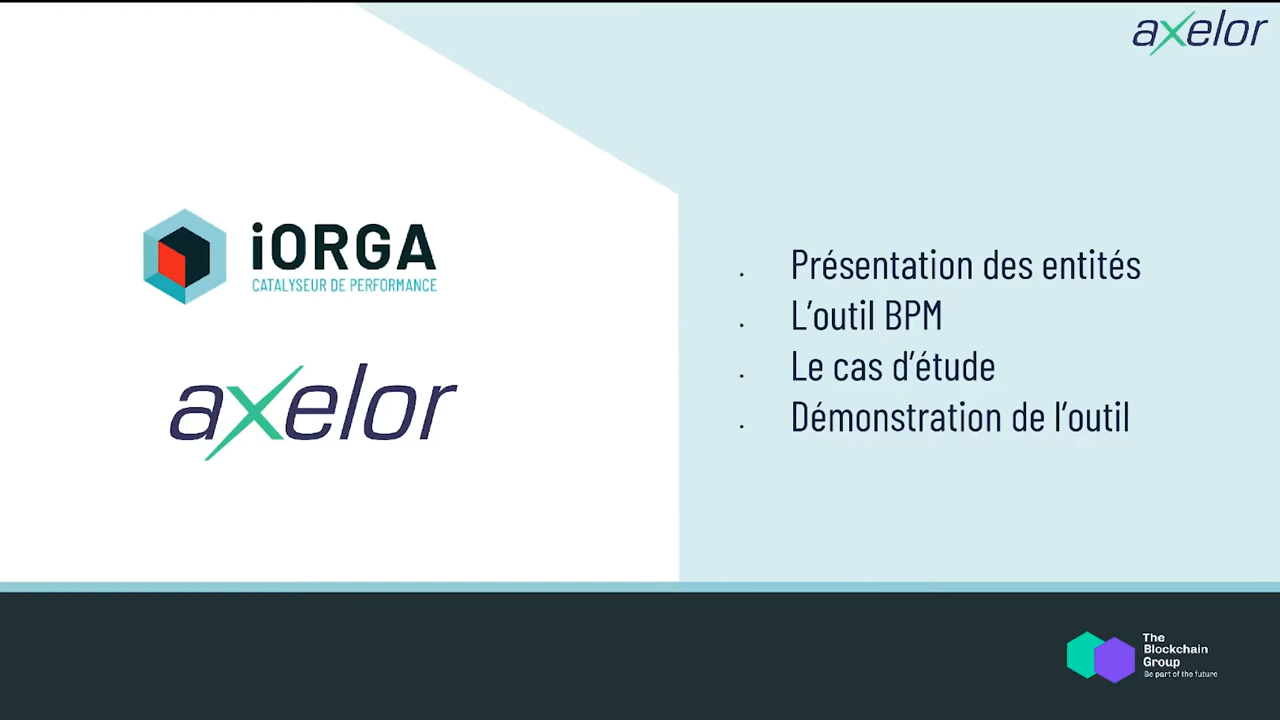 axelor
iORGA
CATALYSEUR DE PERFORMANCE
axelor
. Présentation des entités
. L'outil BPM
. Le cas d'étude
. Démonstration de l'outil
The
Blockchain
Group
Be part of the future